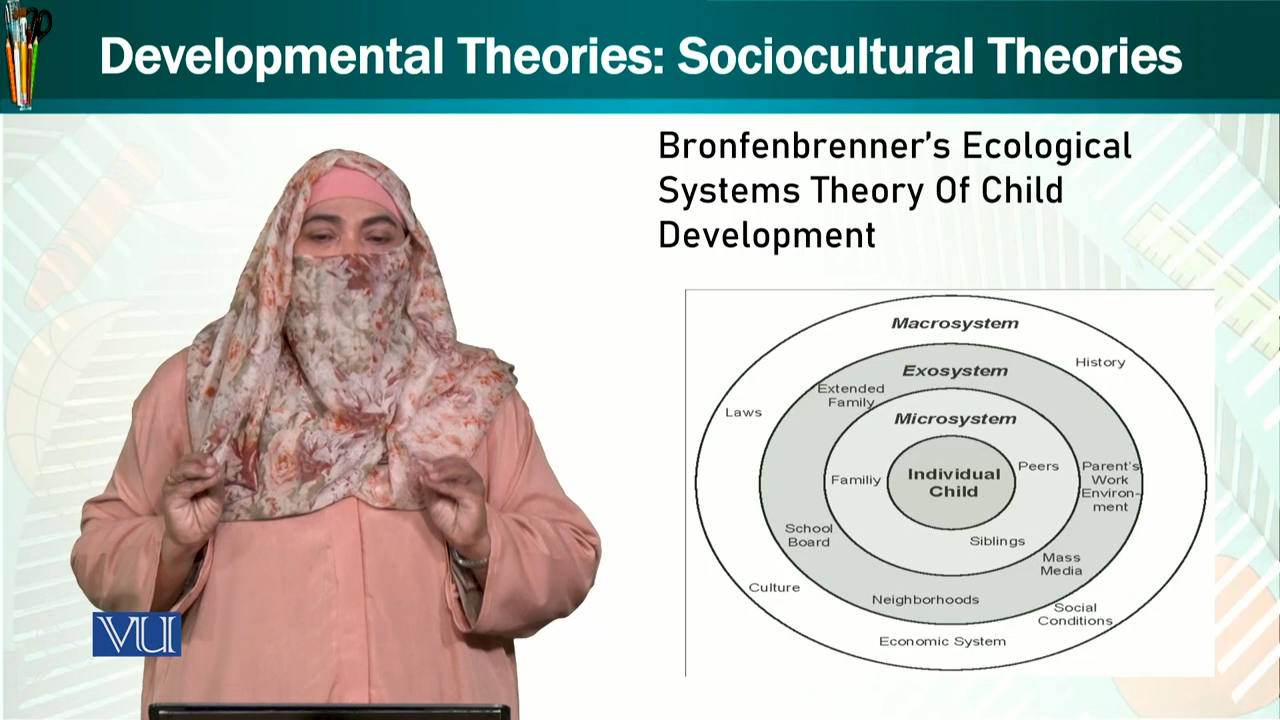 Developmental Theories: Sociocultural Theories
Bronfenbrenner's Ecological
Systems Theory Of Child
Development
Macrosystem
History
Exosystem
Extended
Family
Laws
Microsystem
Peers
Individual
Child
Familiy
Parent's
Work
Environ-
ment
School
Board
Siblings
Mass
Media
Culture
Neighborhoods
Social
Conditions
Economic System
VU